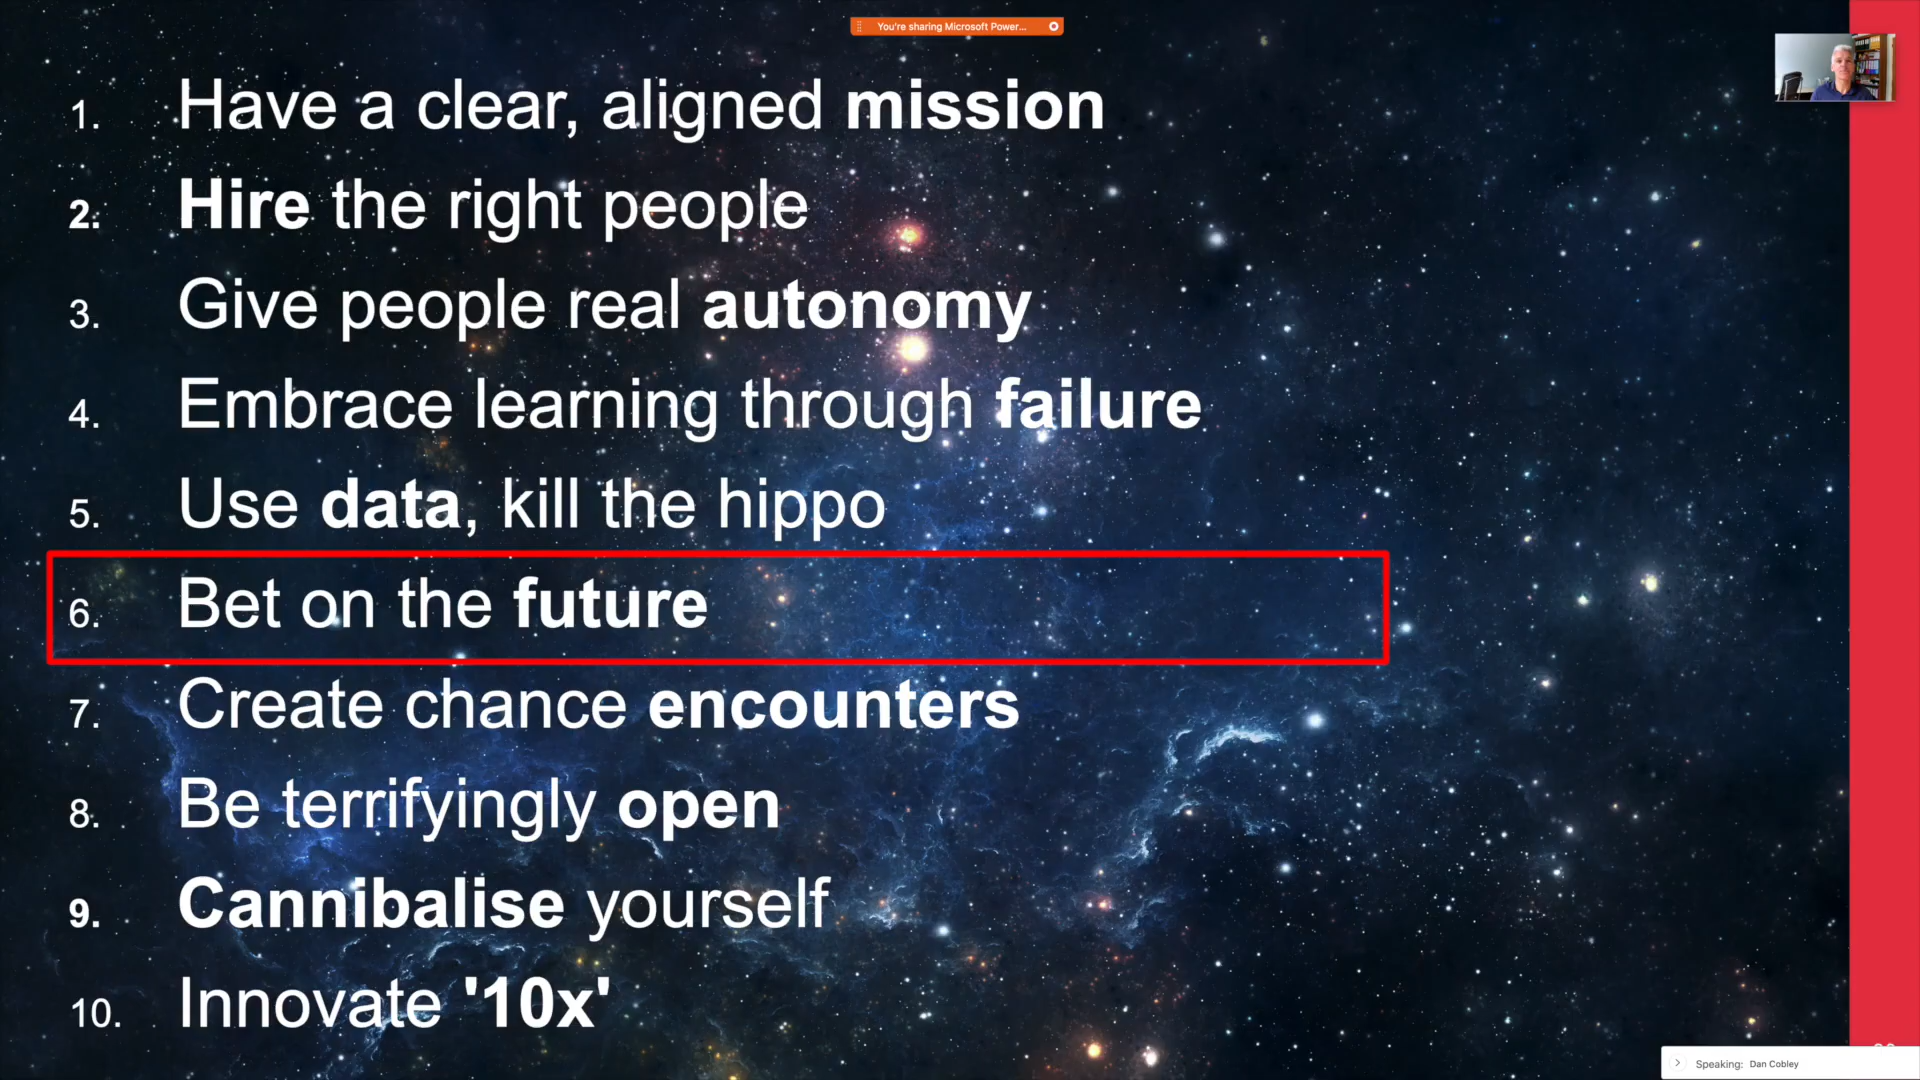 You're sharing Microsoft Power...
1. Have a clear, aligned mission
2. Hire the right people
3. Give people real autonomy
4. Embrace learning through failure
5. Use data, kill the hippo
6. Bet on the future
7. Create chance encounters
8. Be terrifyingly open
9. Cannibalise yourself
10. Innovate '10x'
Speaking: Dan Cobley